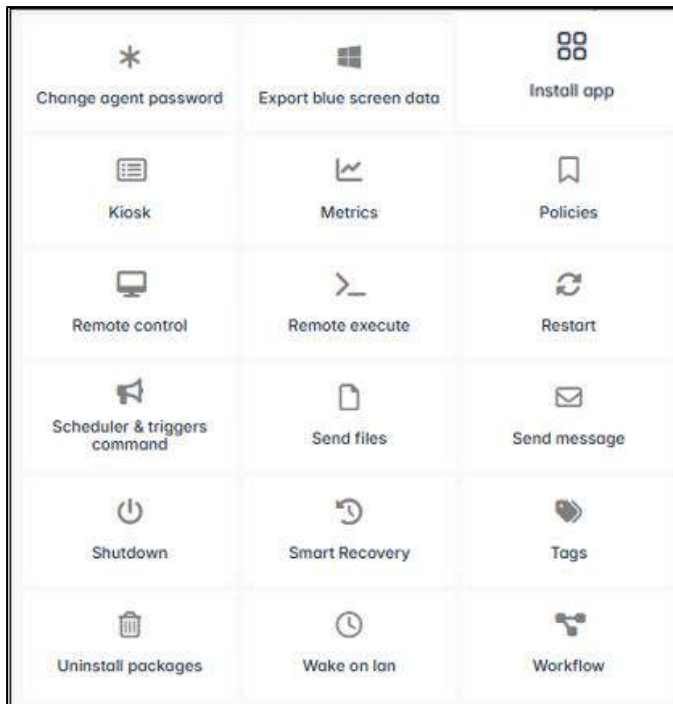 Change agent password
Export blue screen data
Install app
Kiosk
Metrics
Policies
Remote control
Remote execute
Restart
Scheduler & triggers
command
Send files
Send message
Shutdown
Smart Recovery
Tags
Uninstall packages
Wake on lan
Workflow